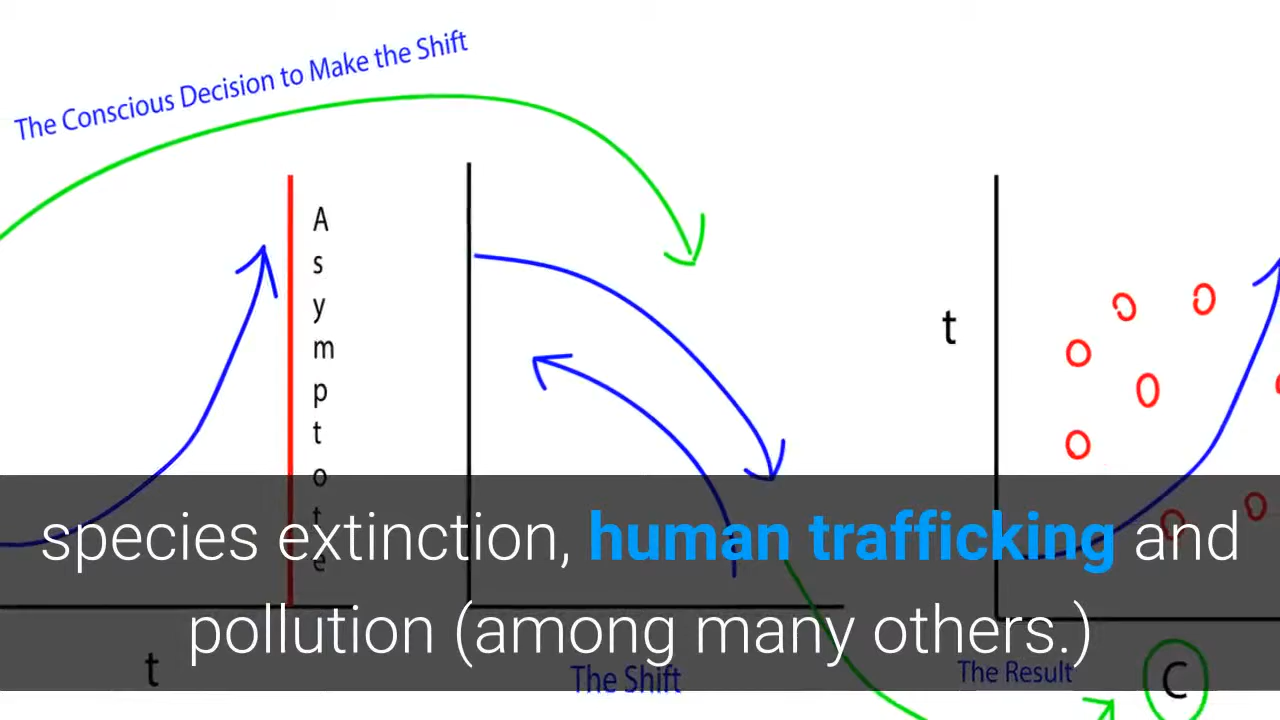 The Conscious Decision to Make the Shift
Asymptote
t
t
species extinction, human trafficking and
pollution (among many others.)
The Shift
The Result
C